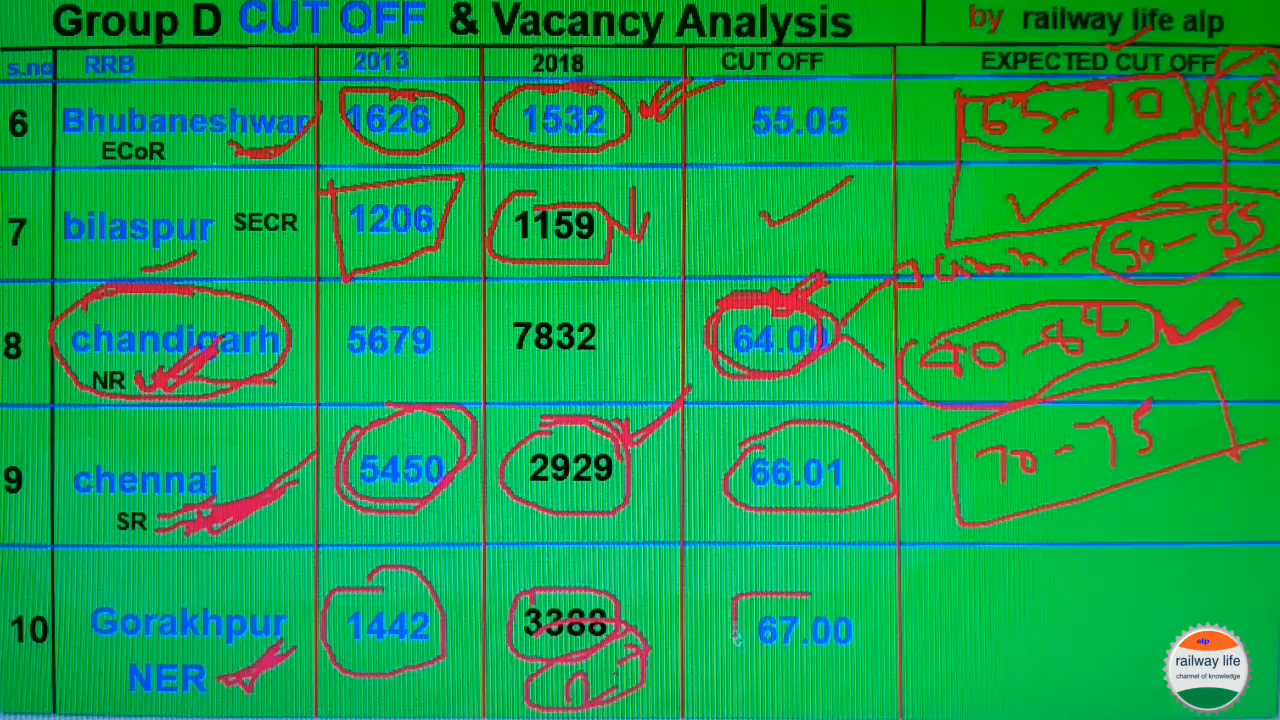 Group D CUT OFF & Vacancy Analysis by railway life alp
s.no RRB 2013 2018 CUT OFF EXPECTED CUT OFF
6 Bhubaneshwar 1626 1532 55.05 65-70
ECoR
7 bilaspur SECR 1206 1159
50-55
8 chandigarh 5679 7832 64.00
NR
9 chennai 5450 2929 66.01 70-75
SR
10 Gorakhpur 1442 3388 67.00
NER
alp
railway life
channel of knowledge